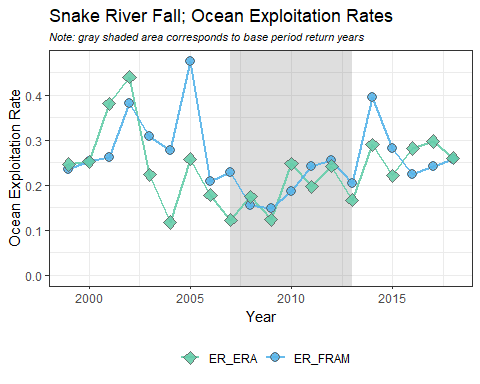 Snake River Fall; Ocean Exploitation Rates
Note: gray shaded area corresponds to base period return years
Ocean Exploitation Rate
0.4
0.3
0.2
0.1
0.0
2000 2005 2010 2015
Year
ER_ERA ER_FRAM